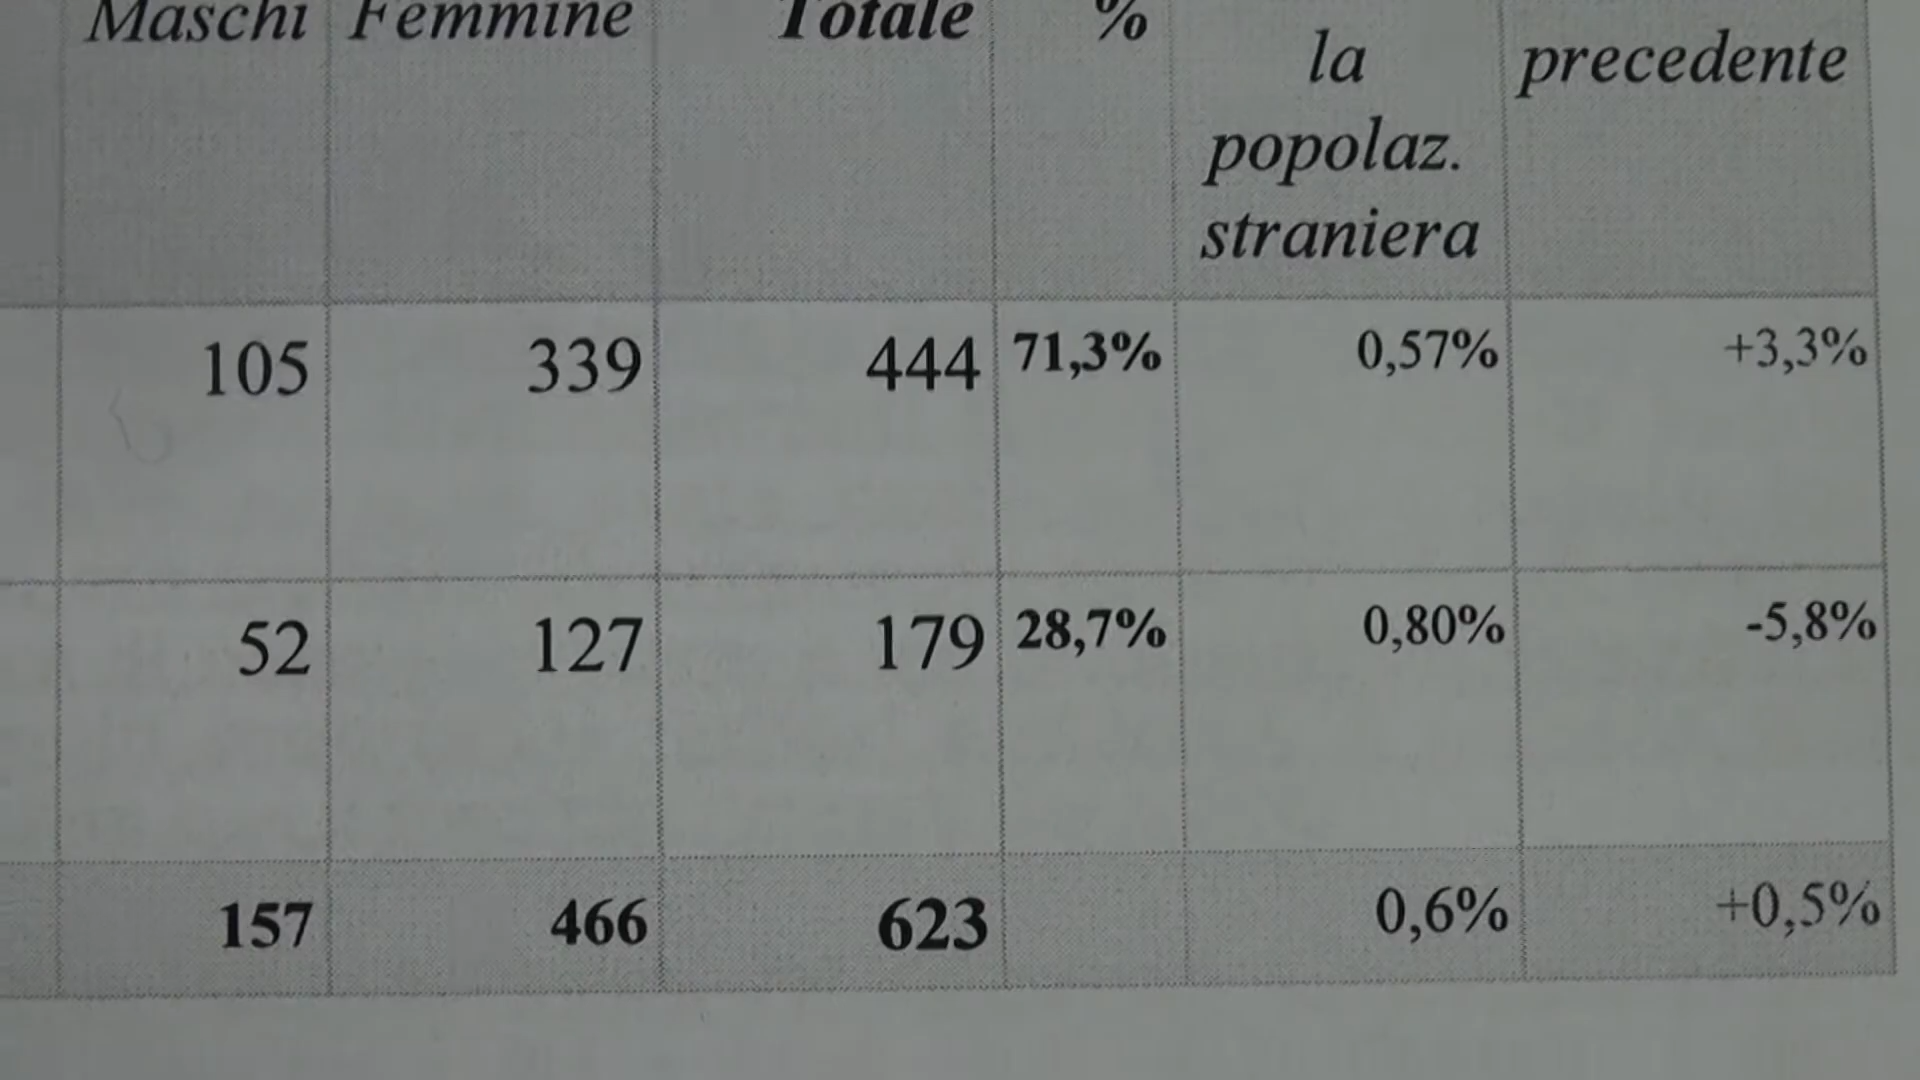 Maschi Femmine Totale % la precedente
popolaz.
straniera
105 339 444 71,3% 0,57% +3,3%
52 127 179 28,7% 0,80% -5,8%
157 466 623 0,6% +0,5%